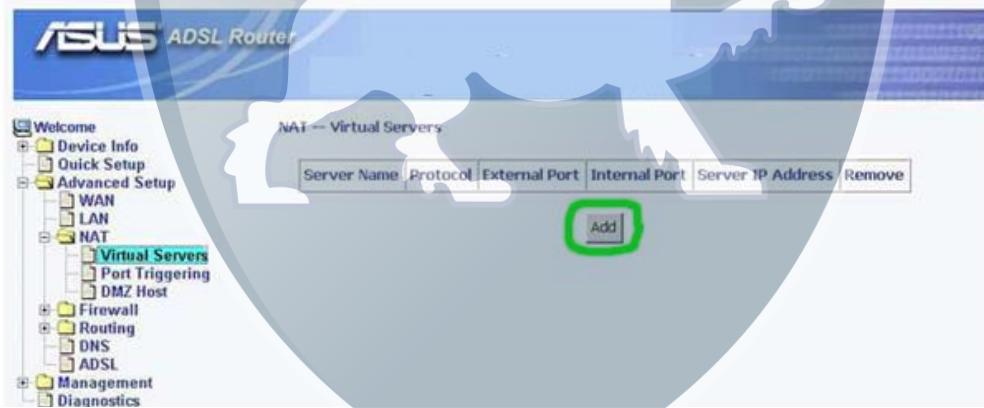 ASUS ADSL Router
Welcome
Device Info
Quick Setup
Advanced Setup
WAN
LAN
NAT
Virtual Servers
Port Triggering
DMZ Host
Firewall
Routing
DNS
ADSL
Management
Diagnostics
NAT -- Virtual Servers
Server Name Protocol External Port Internal Port Server IP Address Remove
Add